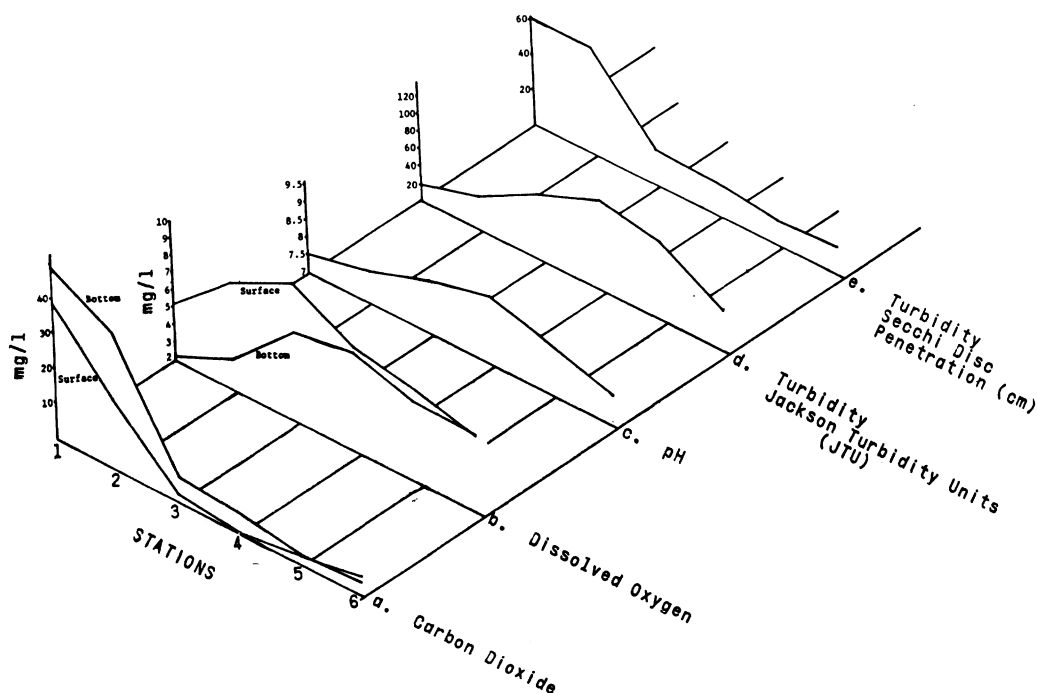 60
40
20
e. Turbidity
Secchi Disc
Penetration (cm)
120
100
80
60
40
20
d. Turbidity
Jackson Turbidity Units
(JTU)
9.5
9
8.5
8
7.5
7
c. pH
mg/l
10
9
8
7
6
5
4
3
2
Surface
Bottom
b. Dissolved Oxygen
mg/l
40
30
20
10
Bottom
Surface
1
2
3
4
5
6
STATIONS
a. Carbon Dioxide